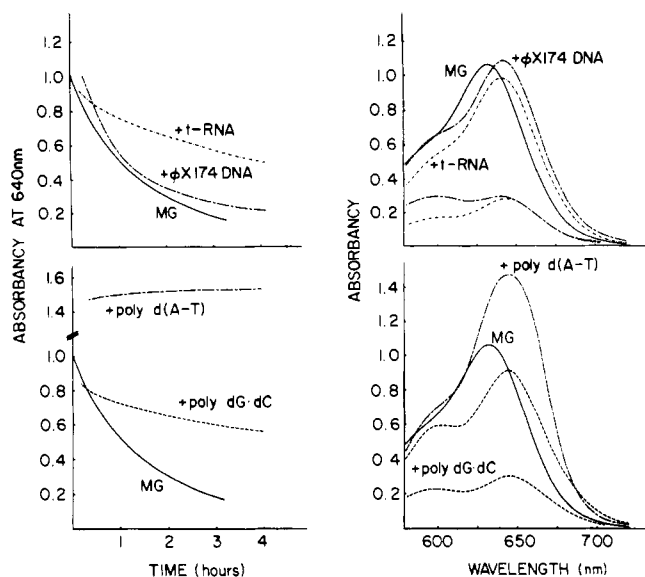 1.2
1.0
0.8
0.6
0.4
0.2
+t-RNA
+φX174 DNA
MG
1.6
1.4
+poly d(A-T)
1.0
0.8
0.6
0.4
0.2
+poly dG·dC
MG
1
2
3
4
TIME (hours)
ABSORBANCY AT 640nm
1.2
1.0
0.8
0.6
0.4
0.2
MG
+φX174 DNA
+t-RNA
+ poly d(A-T)
1.4
1.2
1.0
0.8
0.6
0.4
0.2
MG
+poly dG·dC
600
650
700
WAVELENGTH (nm)
ABSORBANCY